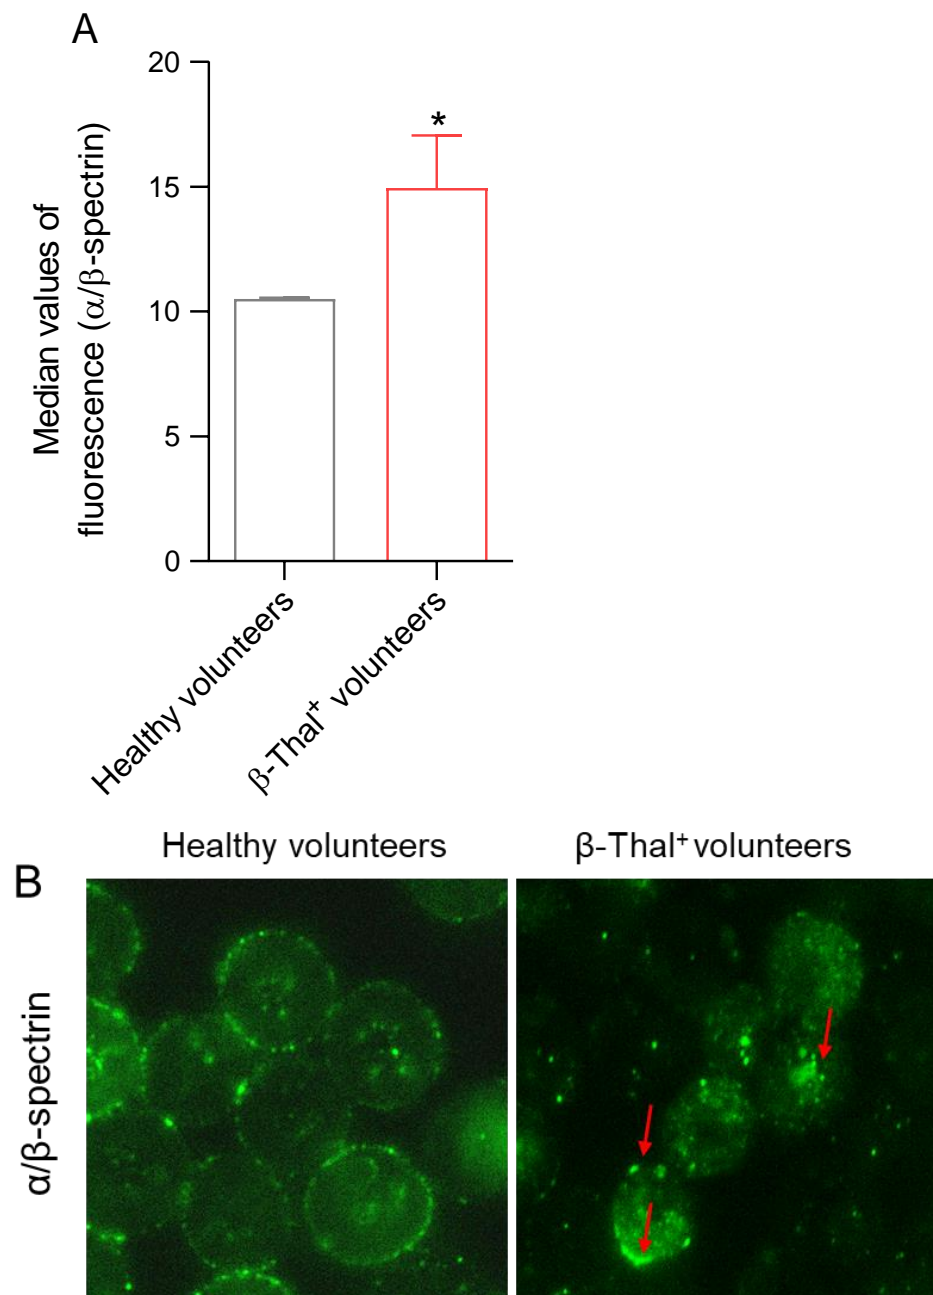 A
20
15
10
5
0
*
Median values of
fluorescence (α/β-spectrin)
Healthy volunteers
β-Thal⁺ volunteers
Healthy volunteers
β-Thal⁺ volunteers
B
α/β-spectrin